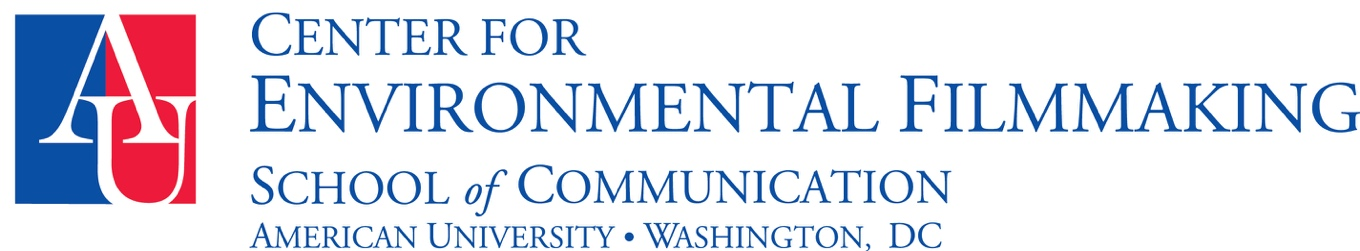 AU
CENTER FOR
ENVIRONMENTAL FILMMAKING
SCHOOL of COMMUNICATION
AMERICAN UNIVERSITY • WASHINGTON, DC